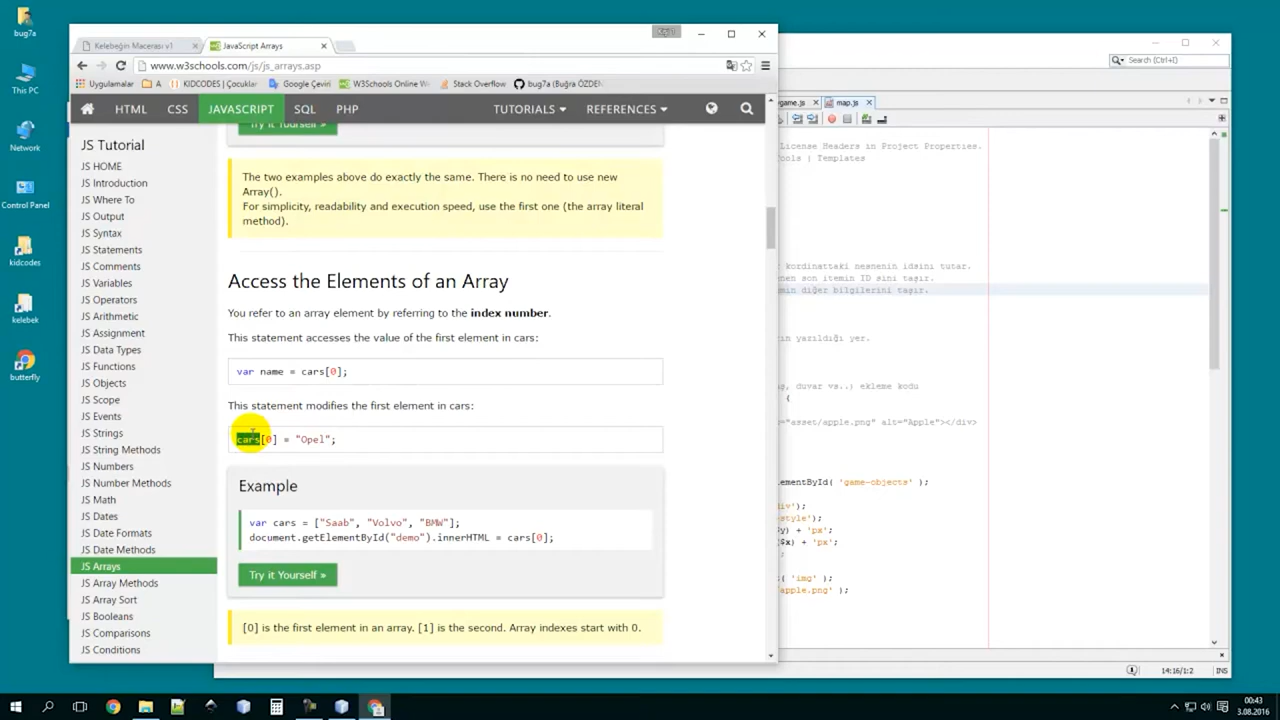 bug7a
This PC
Network
Control Panel
kidcodes
kelebek
butterfly
Kelebeğin Macerası v1
JavaScript Arrays
www.w3schools.com/js/js_arrays.asp
Uygulamalar
A
KIDCODES | Çocuklar
Google Çeviri
W3Schools Online We
Stack Overflow
bug7a (Buğra ÖZDEN
HTML CSS JAVASCRIPT SQL PHP TUTORIALS REFERENCES
JS Tutorial
JS HOME
JS Introduction
JS Where To
JS Output
JS Syntax
JS Statements
JS Comments
JS Variables
JS Operators
JS Arithmetic
JS Assignment
JS Data Types
JS Functions
JS Objects
JS Scope
JS Events
JS Strings
JS String Methods
JS Numbers
JS Number Methods
JS Math
JS Dates
JS Date Formats
JS Date Methods
JS Arrays
JS Array Methods
JS Array Sort
JS Booleans
JS Comparisons
JS Conditions
Try it Yourself »
The two examples above do exactly the same. There is no need to use new
Array().
For simplicity, readability and execution speed, use the first one (the array literal
method).
Access the Elements of an Array
You refer to an array element by referring to the index number.
This statement accesses the value of the first element in cars:
var name = cars[0];
This statement modifies the first element in cars:
cars[0] = "Opel";
Example
var cars = ["Saab", "Volvo", "BMW"];
document.getElementById("demo").innerHTML = cars[0];
Try it Yourself »
[0] is the first element in an array. [1] is the second. Array indexes start with 0.
Search (Ctrl+I)
game.js
map.js
License Headers in Project Properties.
ools | Templates
kordinattaki nesnenin idsini tutar.
enen son itemin ID sini taşır.
min diğer bilgilerini taşır.
ın yazıldığı yer.
ş, duvar vs..) ekleme kodu
{
="asset/apple.png" alt="Apple"></div>
ementById( 'game-objects' );
iv');
style');
y) + 'px';
$x) + 'px';
( 'img' );
apple.png' );
14:16/1:2
INS
00:43
3.08.2016